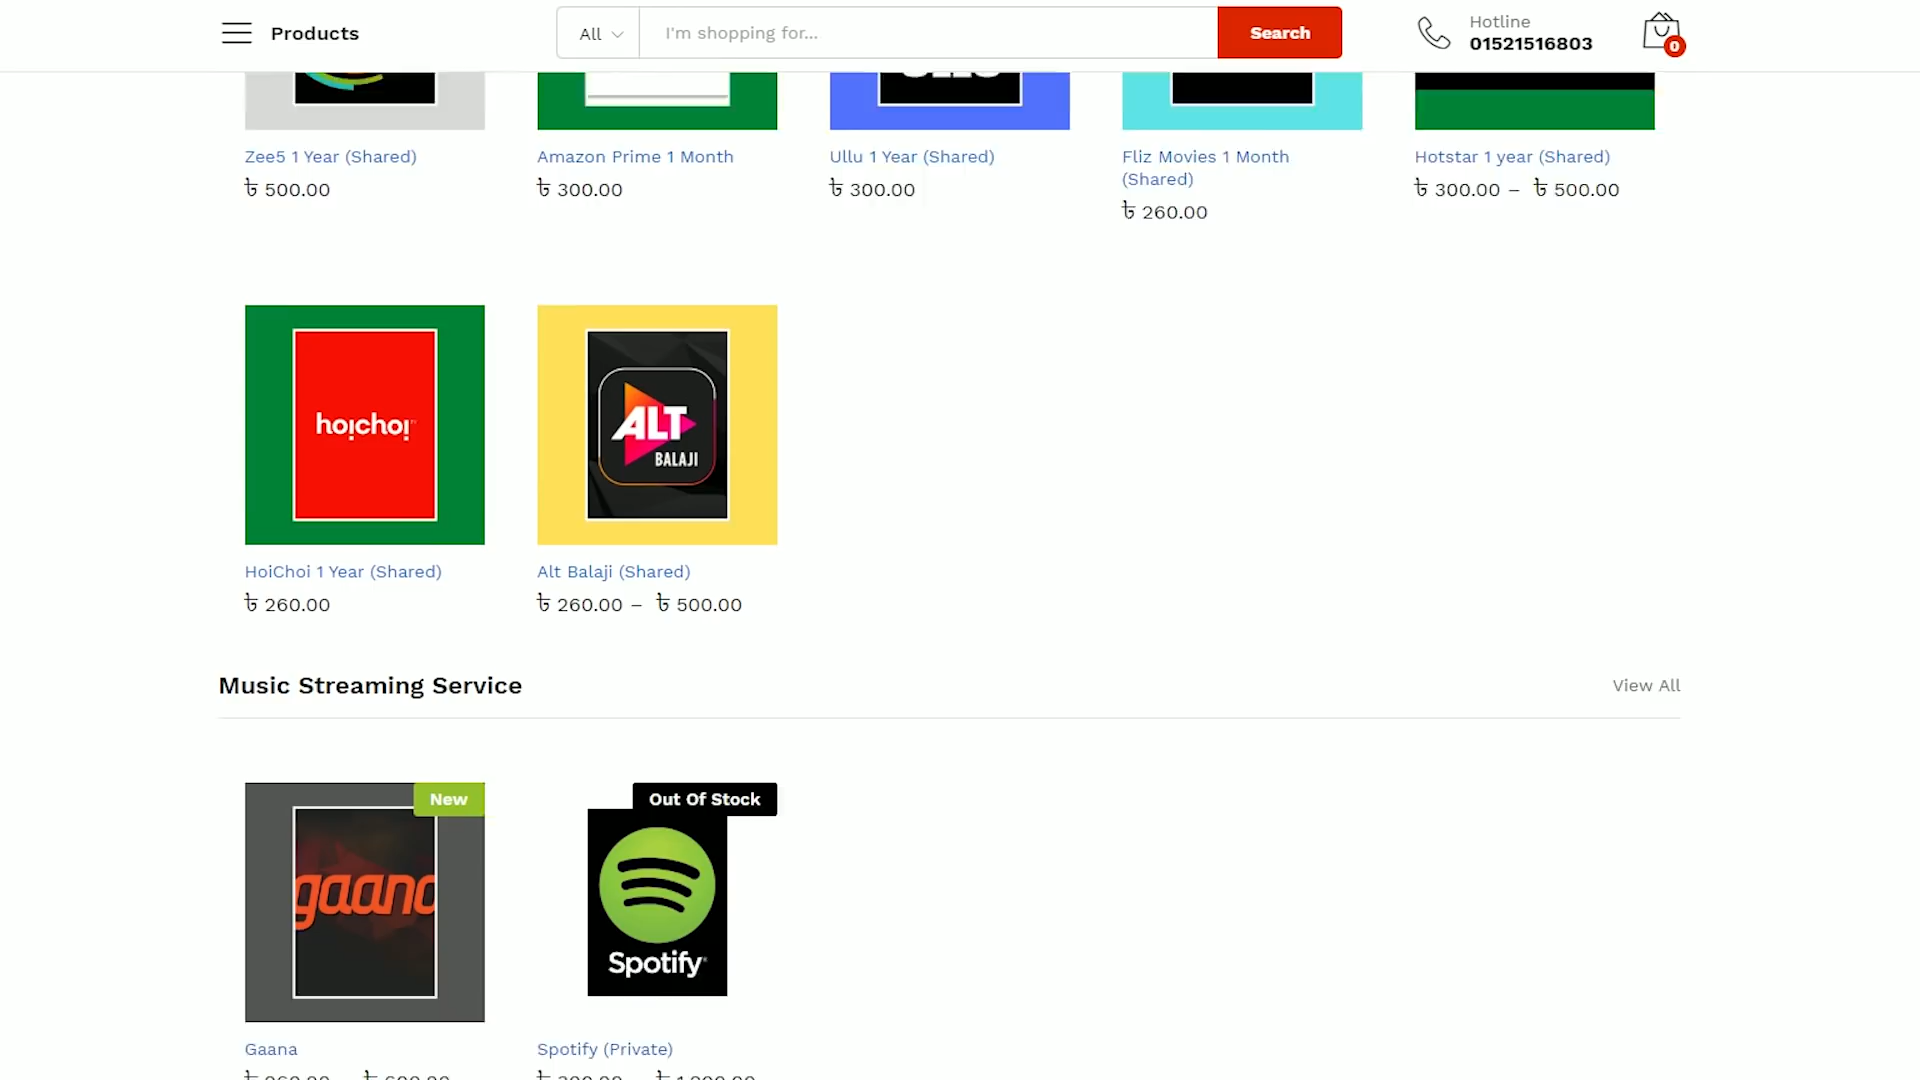 Products
All
I'm shopping for...
Search
Hotline
01521516803
0
Zee5 1 Year (Shared)
৳ 500.00
Amazon Prime 1 Month
৳ 300.00
Ullu 1 Year (Shared)
৳ 300.00
Fliz Movies 1 Month
(Shared)
৳ 260.00
Hotstar 1 year (Shared)
৳ 300.00 – ৳ 500.00
hoichoi
ALT
BALAJI
HoiChoi 1 Year (Shared)
৳ 260.00
Alt Balaji (Shared)
৳ 260.00 – ৳ 500.00
Music Streaming Service
View All
New
gaana
Out Of Stock
Spotify
Gaana
Spotify (Private)